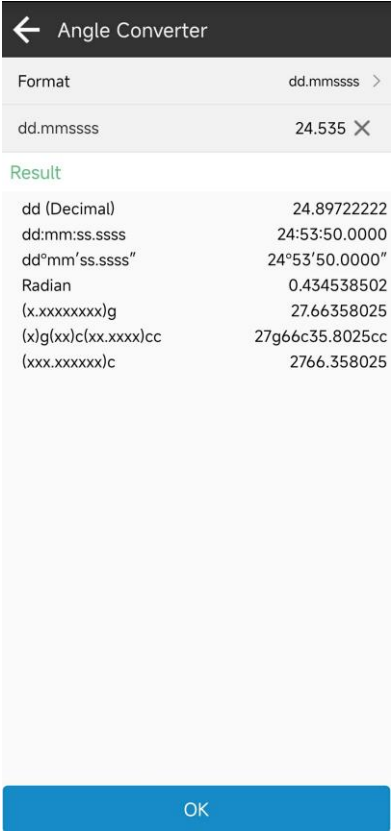 Angle Converter
Format dd.mmssss >
dd.mmssss 24.535 ✕
Result
dd (Decimal) 24.89722222
dd:mm:ss.ssss 24:53:50.0000
dd°mm′ss.ssss″ 24°53′50.0000″
Radian 0.434538502
(x.xxxxxxxx)g 27.66358025
(x)g(xx)c(xx.xxxx)cc 27g66c35.8025cc
(xxx.xxxxxx)c 2766.358025
OK